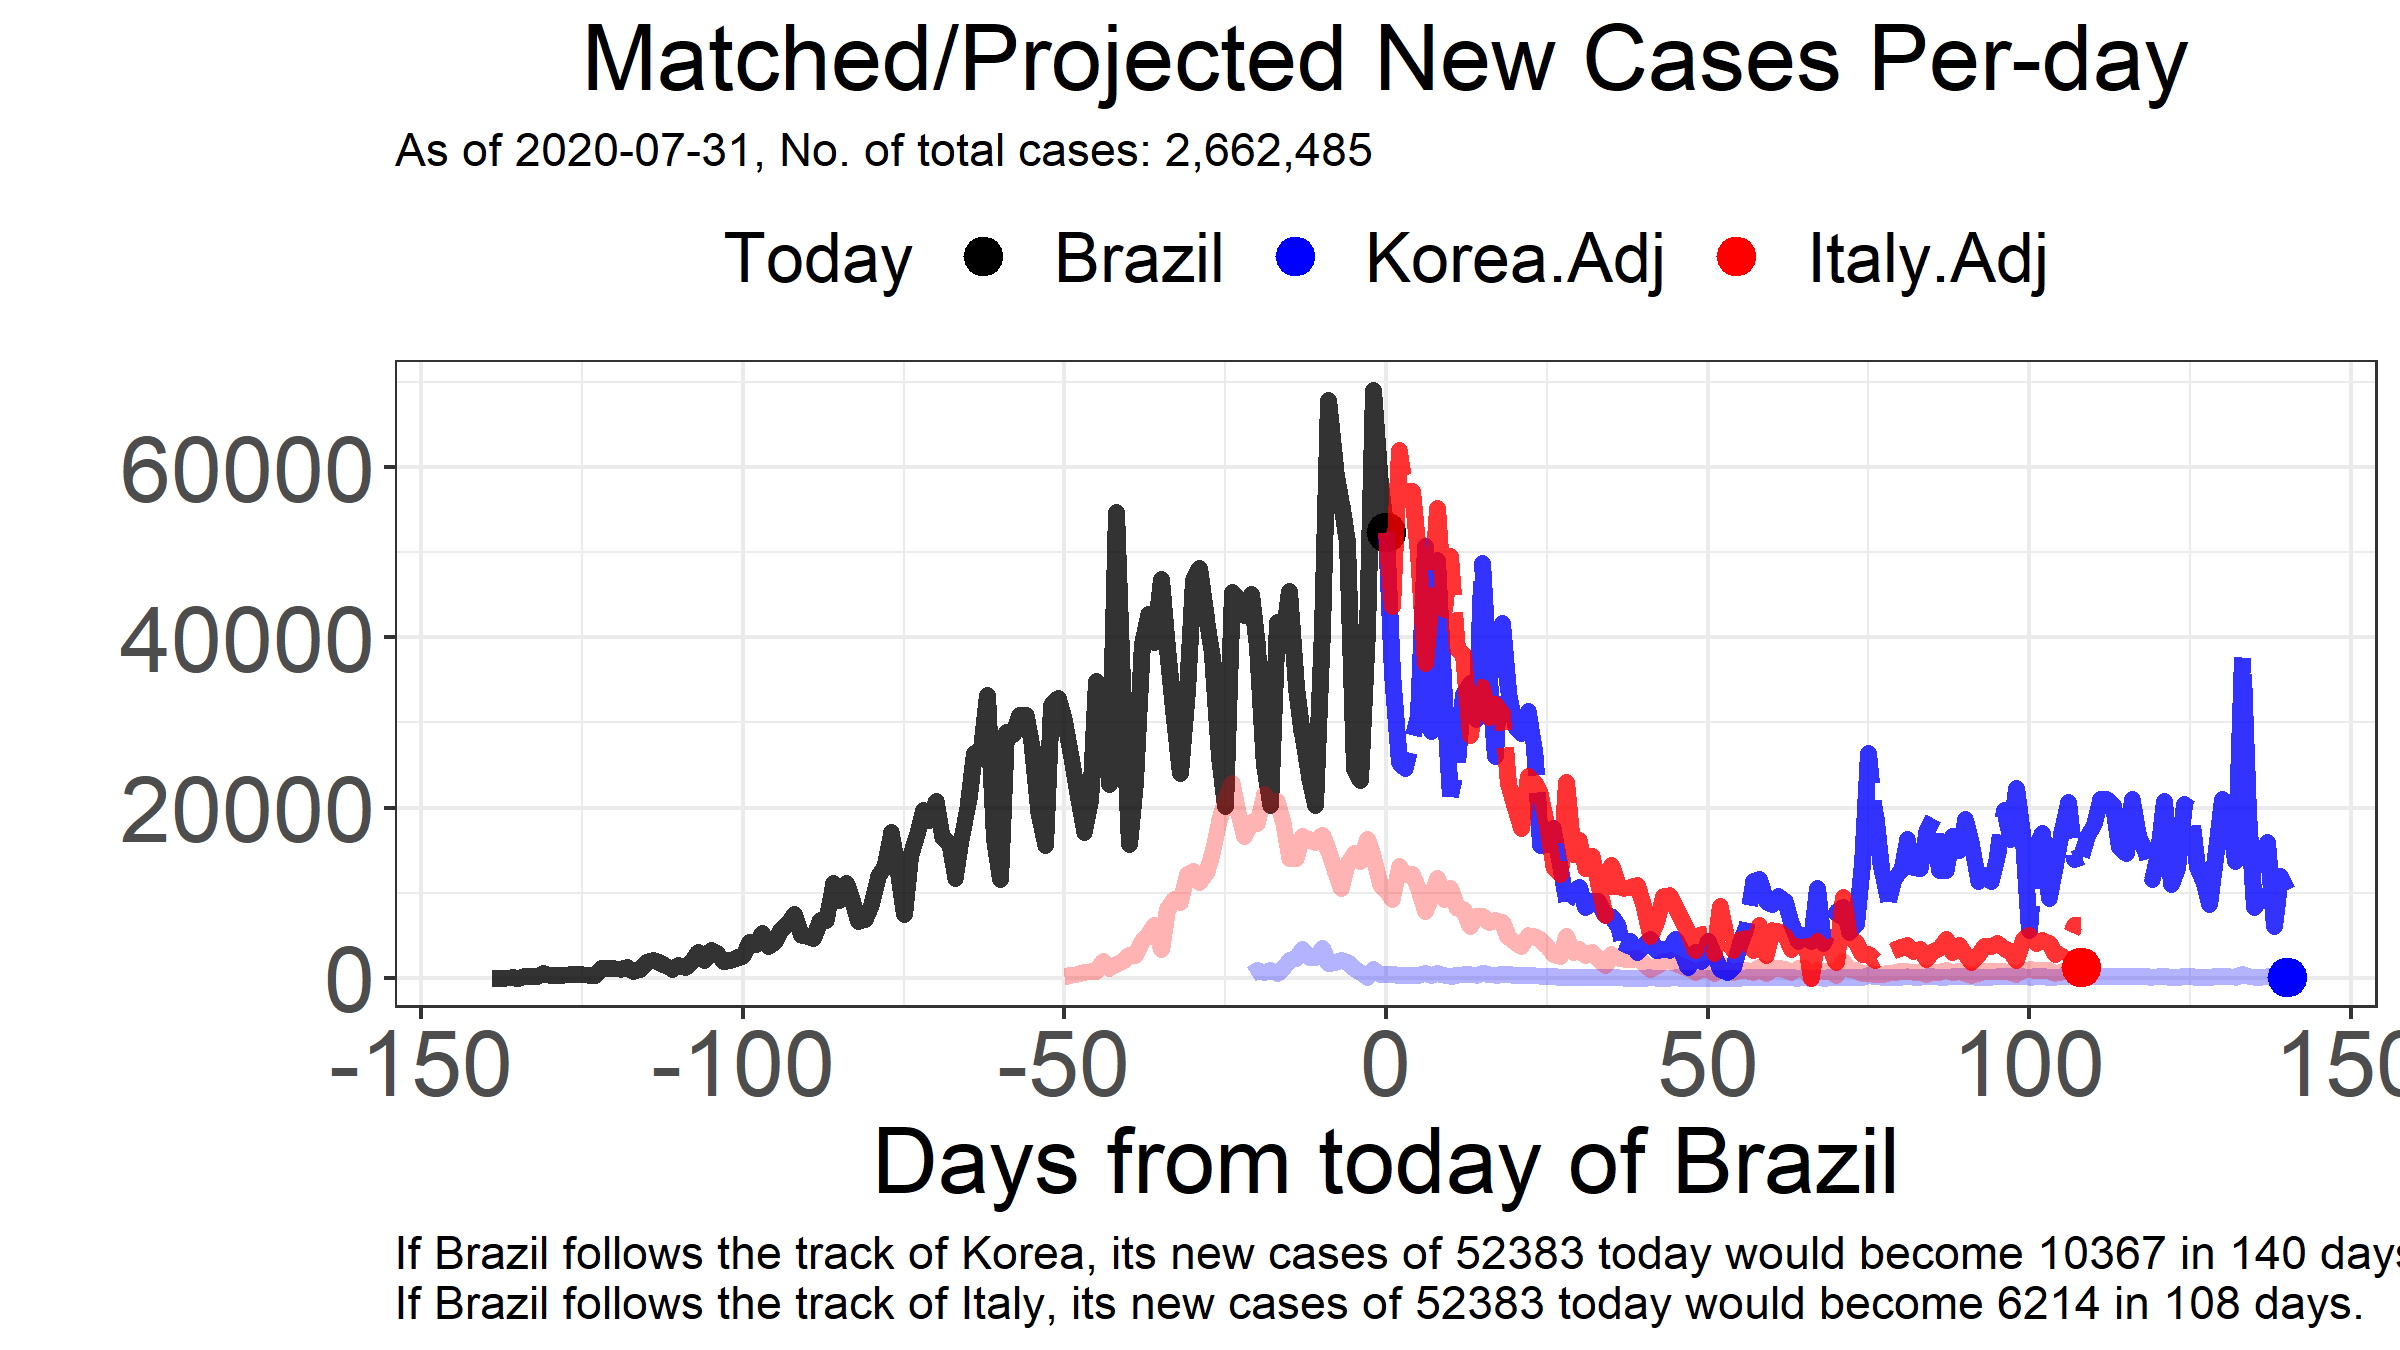 Matched/Projected New Cases Per-day
As of 2020-07-31, No. of total cases: 2,662,485
Today Brazil Korea.Adj Italy.Adj
60000
40000
20000
0
-150 -100 -50 0 50 100 150
Days from today of Brazil
If Brazil follows the track of Korea, its new cases of 52383 today would become 10367 in 140 days
If Brazil follows the track of Italy, its new cases of 52383 today would become 6214 in 108 days.